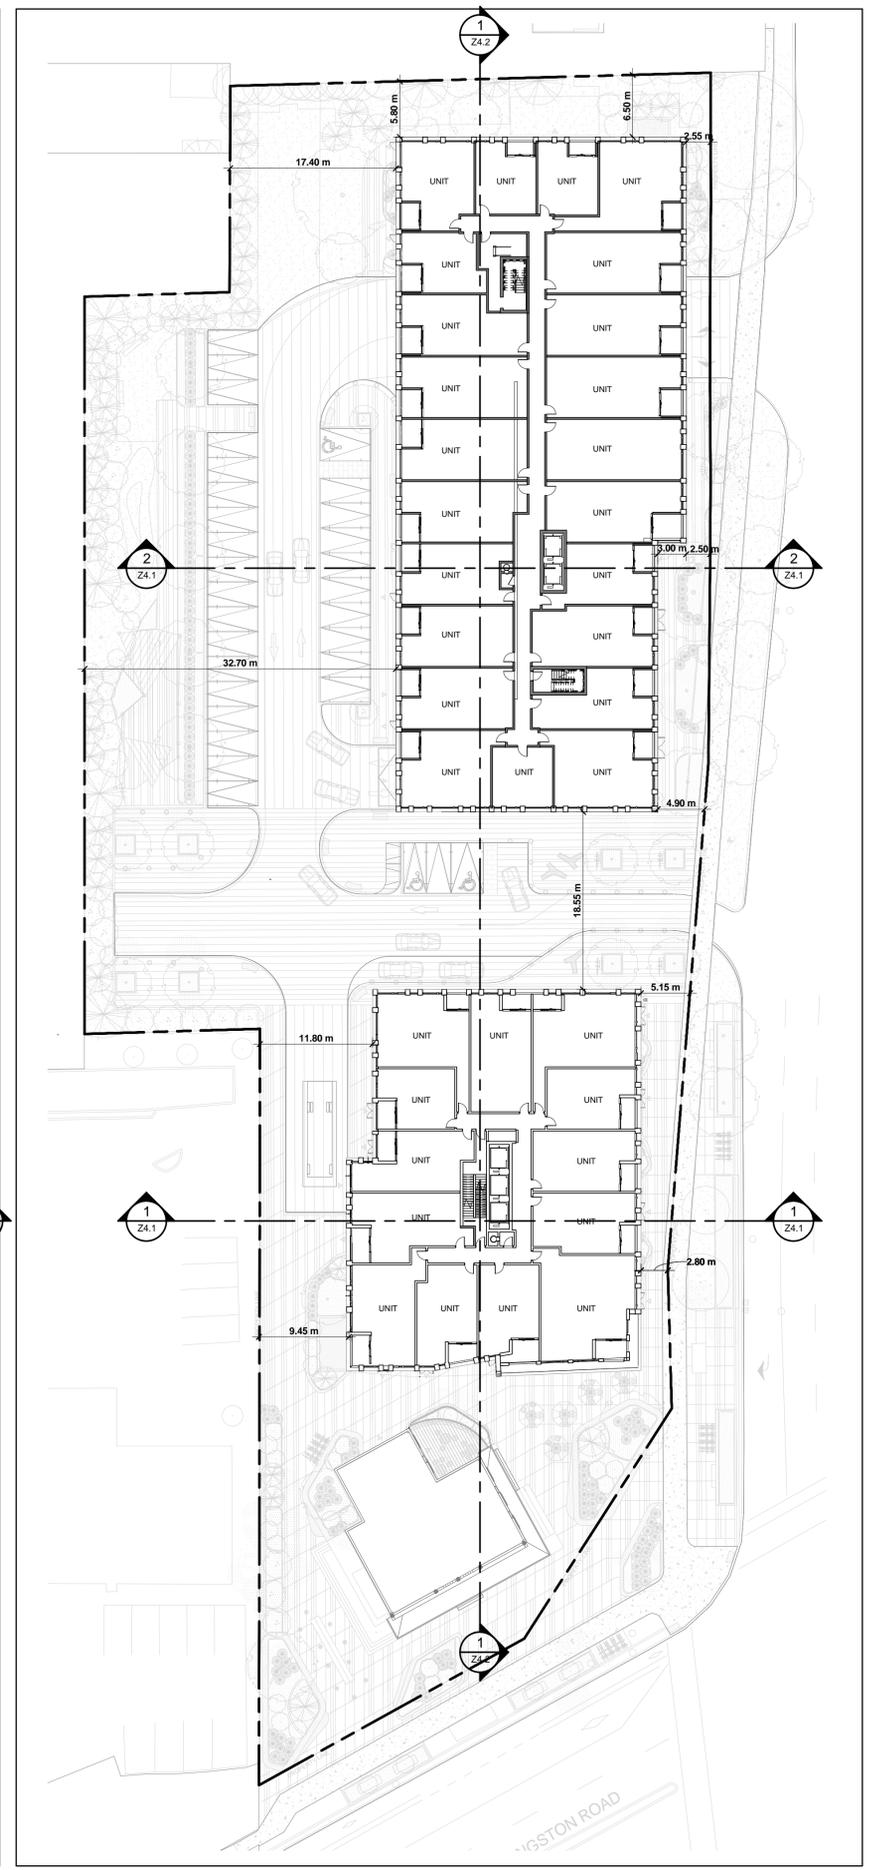 1
Z4.2
5.80 m
6.50 m
2.55 m
17.40 m
UNIT UNIT UNIT UNIT
UNIT UNIT
UNIT UNIT
UNIT UNIT
UNIT UNIT
UNIT UNIT
3.00 m 2.50 m
2
Z4.1
2
Z4.1
UNIT UNIT
UNIT UNIT
32.70 m
UNIT UNIT
UNIT UNIT UNIT
4.90 m
18.55 m
5.15 m
11.80 m
UNIT UNIT UNIT
UNIT UNIT
UNIT UNIT
1
Z4.1
UNIT UNIT
1
Z4.1
2.80 m
UNIT UNIT UNIT UNIT
9.45 m
1
Z4.2
NGSTON ROAD